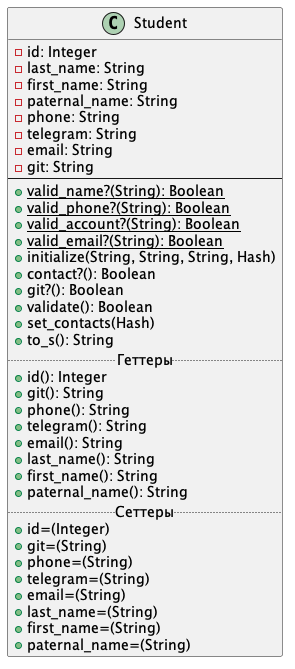 C Student
id: Integer
last_name: String
first_name: String
paternal_name: String
phone: String
telegram: String
email: String
git: String
valid_name?(String): Boolean
valid_phone?(String): Boolean
valid_account?(String): Boolean
valid_email?(String): Boolean
initialize(String, String, String, Hash)
contact?(): Boolean
git?(): Boolean
validate(): Boolean
set_contacts(Hash)
to_s(): String
Геттеры
id(): Integer
git(): String
phone(): String
telegram(): String
email(): String
last_name(): String
first_name(): String
paternal_name(): String
Сеттеры
id=(Integer)
git=(String)
phone=(String)
telegram=(String)
email=(String)
last_name=(String)
first_name=(String)
paternal_name=(String)